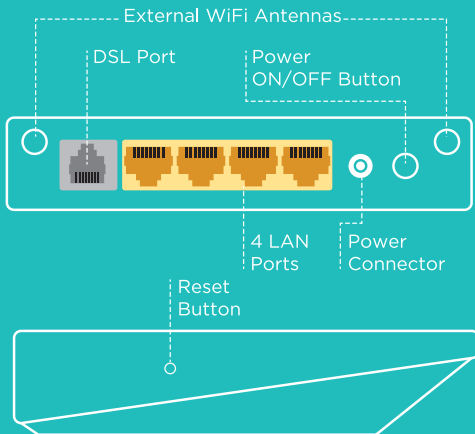 External WiFi Antennas
DSL Port
Power
ON/OFF Button
4 LAN
Ports
Power
Connector
Reset
Button